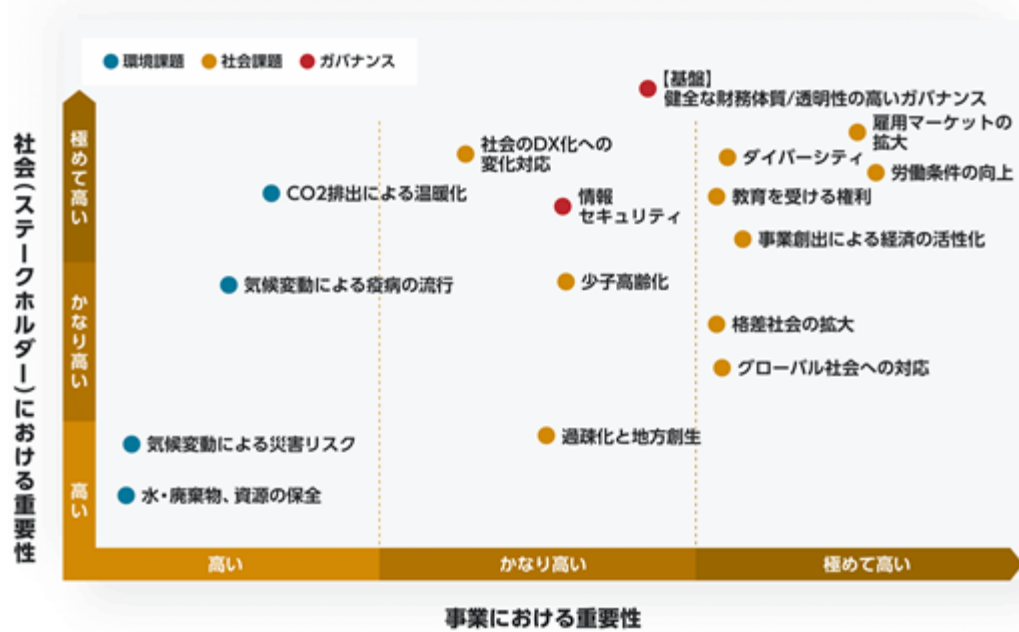 環境課題 社会課題 ガバナンス
【基盤】
健全な財務体質/透明性の高いガバナンス
雇用マーケットの
拡大
社会のDX化への
変化対応
ダイバーシティ
労働条件の向上
CO2排出による温暖化
情報
セキュリティ
教育を受ける権利
事業創出による経済の活性化
気候変動による疫病の流行
少子高齢化
格差社会の拡大
グローバル社会への対応
気候変動による災害リスク
過疎化と地方創生
水・廃棄物、資源の保全
社会(ステークホルダー)における重要性
極めて高い
かなり高い
高い
高い かなり高い 極めて高い
事業における重要性